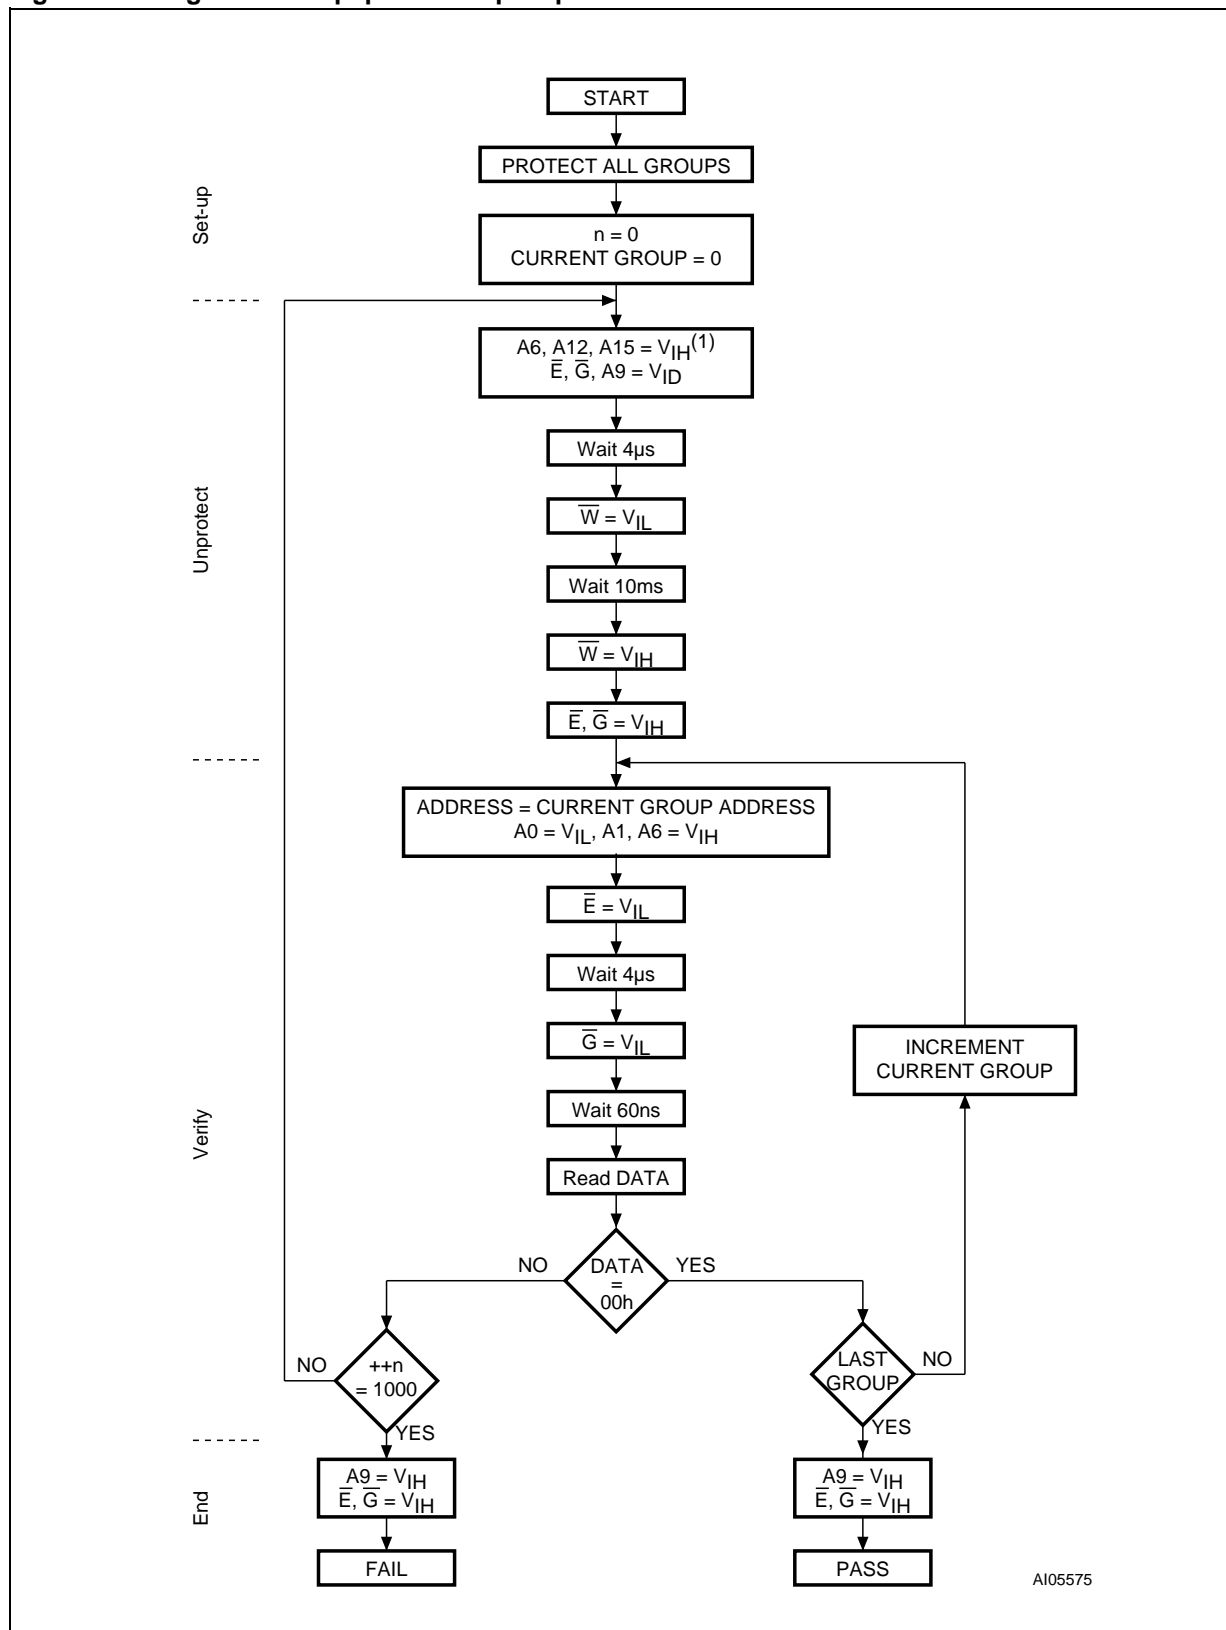 START
PROTECT ALL GROUPS
Set-up
n = 0
CURRENT GROUP = 0
A6, A12, A15 = VIH(1)
E̅, G̅, A9 = VID
Wait 4µs
W̅ = VIL
Unprotect
Wait 10ms
W̅ = VIH
E̅, G̅ = VIH
ADDRESS = CURRENT GROUP ADDRESS
A0 = VIL, A1, A6 = VIH
E̅ = VIL
Wait 4µs
G̅ = VIL
INCREMENT
CURRENT GROUP
Wait 60ns
Verify
Read DATA
NO
DATA
=
00h
YES
NO
++n
= 1000
YES
LAST
GROUP
NO
YES
End
A9 = VIH
E̅, G̅ = VIH
FAIL
A9 = VIH
E̅, G̅ = VIH
PASS
AI05575